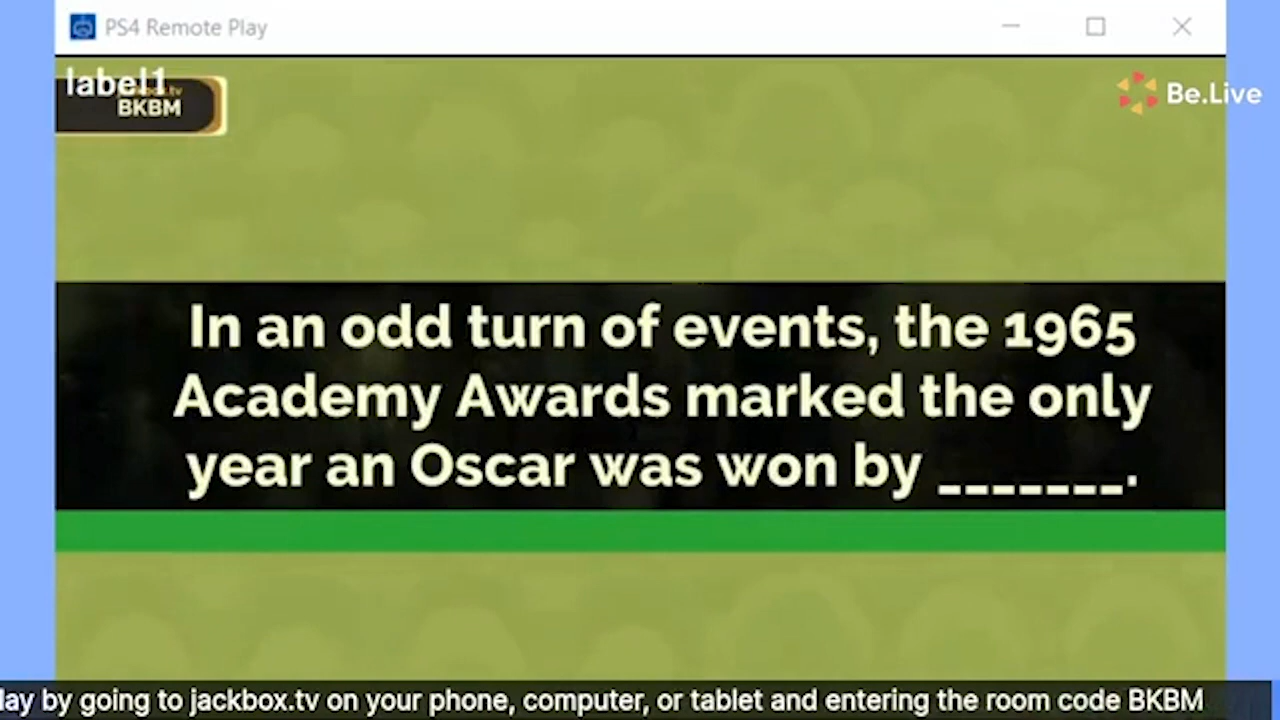 PS4 Remote Play
label1
BKBM
Be.Live
In an odd turn of events, the 1965
Academy Awards marked the only
year an Oscar was won by _______.
lay by going to jackbox.tv on your phone, computer, or tablet and entering the room code BKBM